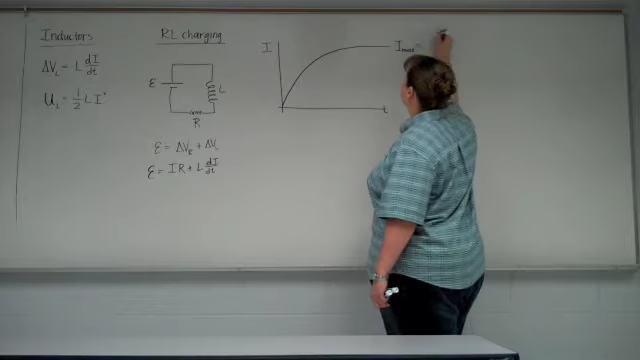 Inductors
ΔV_L = L dI/dt
U_L = 1/2 L I²
RL charging
ε
L
R
ε = ΔV_R + ΔV_L
ε = IR + L dI/dt
I
t
I_max =